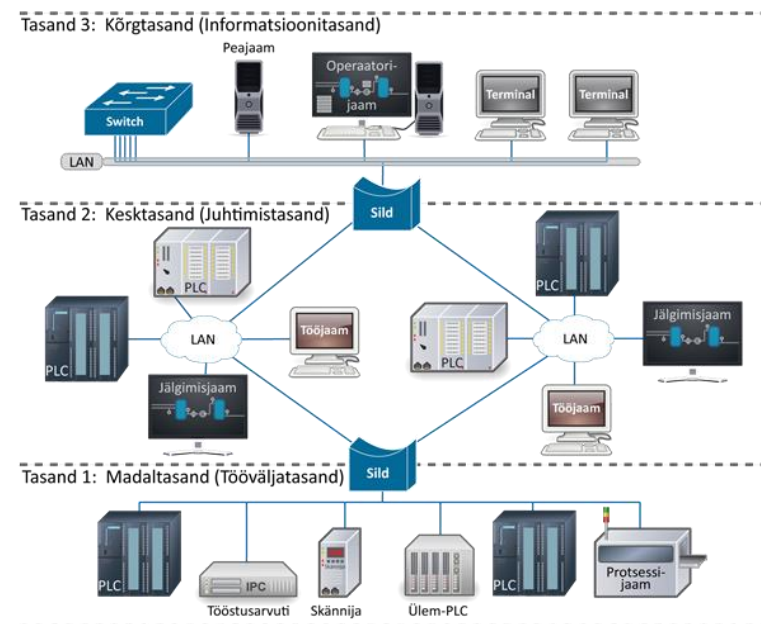 Tasand 3: Kõrgtasand (Informatsioonitasand)
Peajaam
Operaatori-
jaam
Terminal
Terminal
Switch
LAN
Sild
Tasand 2: Kesktasand (Juhtimistasand)
PLC
PLC
PLC
LAN
Tööjaam
PLC
LAN
Jälgimisjaam
Jälgimisjaam
Tööjaam
Sild
Tasand 1: Madaltasand (Tööväljatasand)
PLC
IPC
Tööstusarvuti
Skännija
Skännija
Ülem-PLC
PLC
Protsessi-
jaam